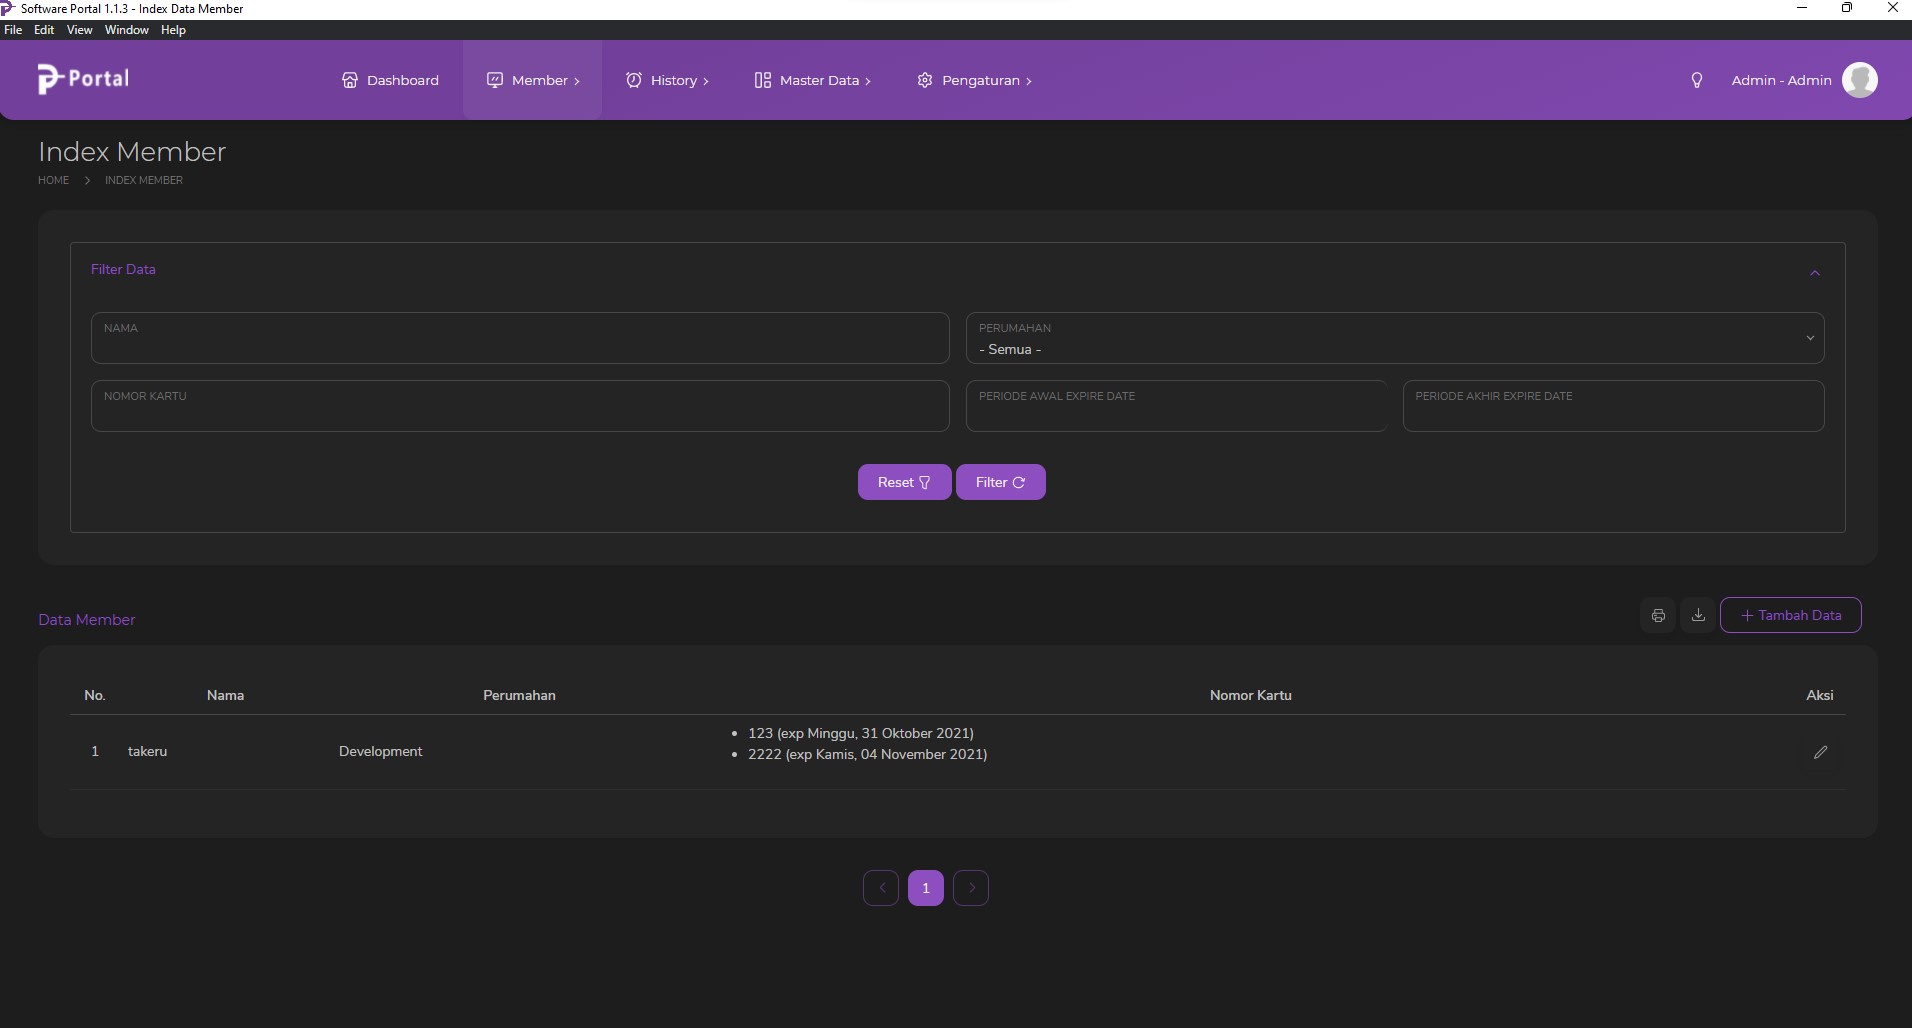 Software Portal 1.1.3 - Index Data Member
File Edit View Window Help
Portal
Dashboard
Member
History
Master Data
Pengaturan
Admin - Admin
Index Member
HOME > INDEX MEMBER
Filter Data
NAMA
PERUMAHAN
- Semua -
NOMOR KARTU
PERIODE AWAL EXPIRE DATE
PERIODE AKHIR EXPIRE DATE
Reset
Filter
Data Member
+ Tambah Data
No. Nama Perumahan Nomor Kartu Aksi
1 takeru Development
• 123 (exp Minggu, 31 Oktober 2021)
• 2222 (exp Kamis, 04 November 2021)
< 1 >